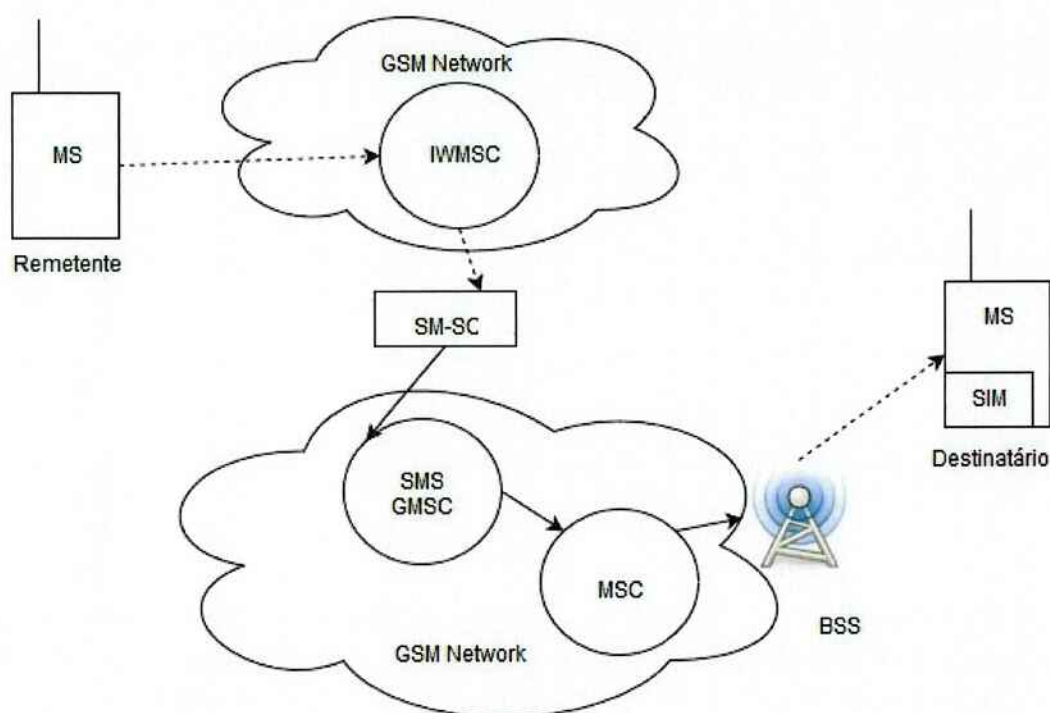 GSM Network
MS
IWMSC
Remetente
SM-SC
MS
SIM
Destinatário
SMS
GMSC
MSC
BSS
GSM Network